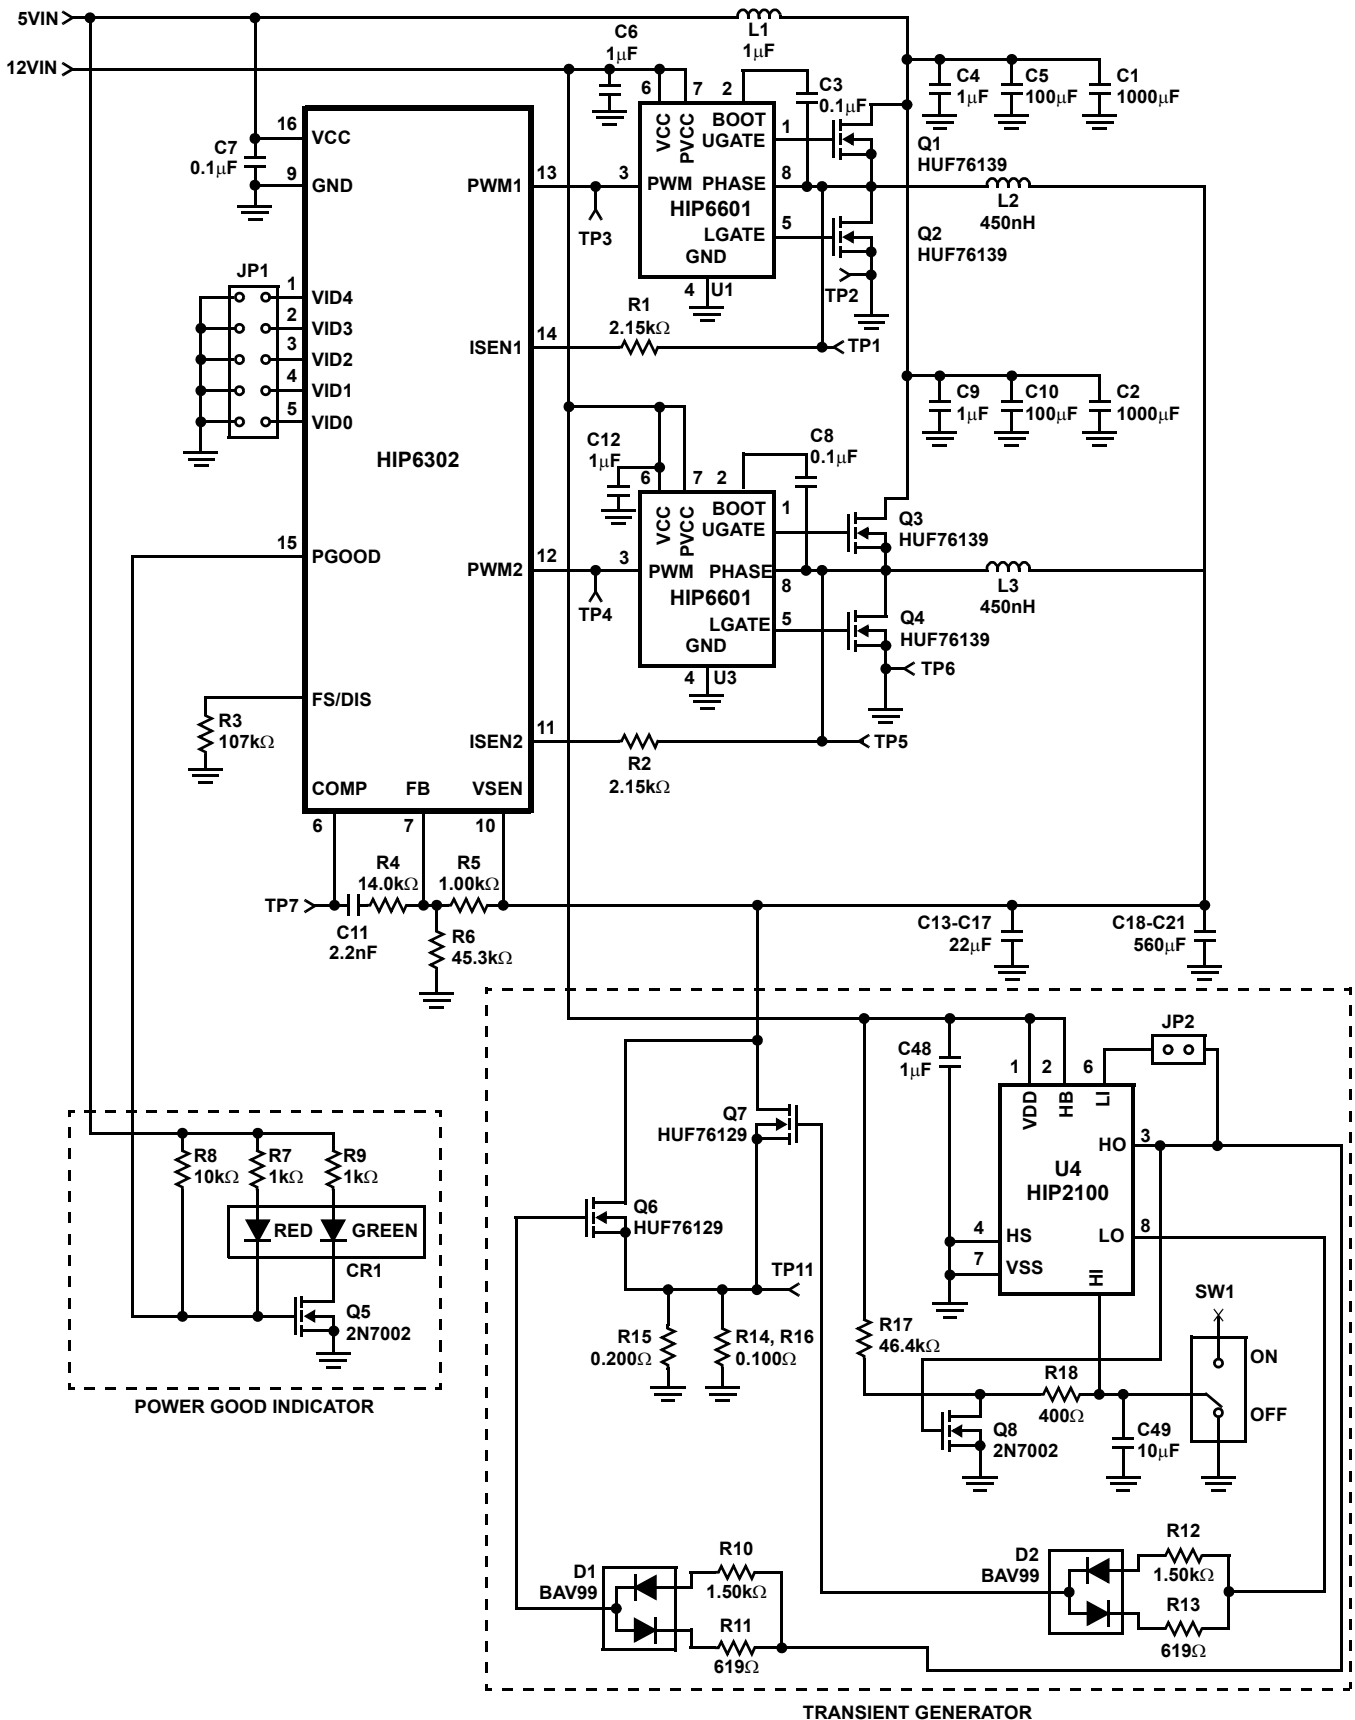 5VIN
12VIN
C6
1µF
L1
1µF
C3
0.1µF
C4
1µF
C5
100µF
C1
1000µF
16
VCC
C7
0.1µF
9
GND
PWM1
13
TP3
6
7
2
VCC
PVCC
BOOT
UGATE
1
3
PWM
PHASE
8
HIP6601
LGATE
5
GND
4
U1
Q1
HUF76139
L2
450nH
Q2
HUF76139
TP2
JP1
1
VID4
2
VID3
3
VID2
4
VID1
5
VID0
R1
2.15kΩ
14
ISEN1
TP1
HIP6302
C9
1µF
C10
100µF
C2
1000µF
C12
1µF
C8
0.1µF
6
7
2
VCC
PVCC
BOOT
UGATE
1
3
PWM
PHASE
8
HIP6601
LGATE
5
GND
4
U3
Q3
HUF76139
L3
450nH
Q4
HUF76139
TP6
15
PGOOD
PWM2
12
TP4
FS/DIS
R3
107kΩ
ISEN2
11
R2
2.15kΩ
TP5
COMP
FB
VSEN
6
7
10
R4
14.0kΩ
R5
1.00kΩ
TP7
C11
2.2nF
R6
45.3kΩ
C13-C17
22µF
C18-C21
560µF
JP2
C48
1µF
1
2
6
VDD
HB
LI
HO
3
U4
HIP2100
4
HS
LO
8
7
VSS
HI
Q7
HUF76129
Q6
HUF76129
TP11
R15
0.200Ω
R14, R16
0.100Ω
R17
46.4kΩ
R18
400Ω
SW1
ON
OFF
Q8
2N7002
C49
10µF
R8
10kΩ
R7
1kΩ
R9
1kΩ
RED
GREEN
CR1
Q5
2N7002
POWER GOOD INDICATOR
D1
BAV99
R10
1.50kΩ
R11
619Ω
D2
BAV99
R12
1.50kΩ
R13
619Ω
TRANSIENT GENERATOR